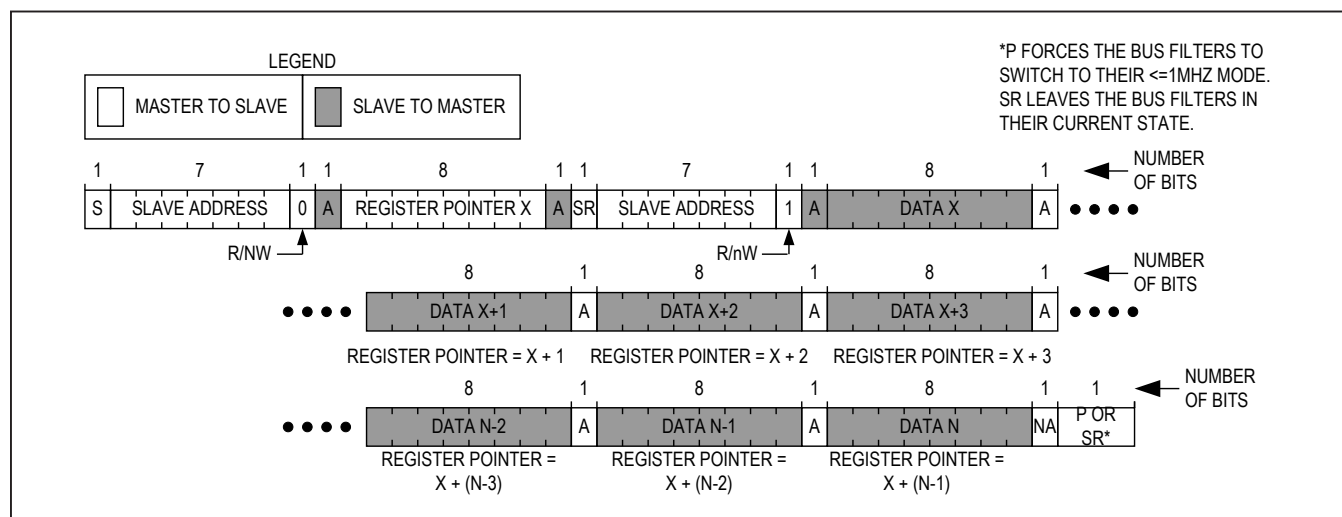 LEGEND
MASTER TO SLAVE SLAVE TO MASTER
*P FORCES THE BUS FILTERS TO
SWITCH TO THEIR <=1MHZ MODE.
SR LEAVES THE BUS FILTERS IN
THEIR CURRENT STATE.
1 7 1 1 8 1 1 7 1 1 8 1 NUMBER
OF BITS
S SLAVE ADDRESS 0 A REGISTER POINTER X A SR SLAVE ADDRESS 1 A DATA X A
R/NW R/nW
8 1 8 1 8 1 NUMBER
OF BITS
DATA X+1 A DATA X+2 A DATA X+3 A
REGISTER POINTER = X + 1 REGISTER POINTER = X + 2 REGISTER POINTER = X + 3
8 1 8 1 8 1 1 NUMBER
OF BITS
DATA N-2 A DATA N-1 A DATA N NA P OR
SR*
REGISTER POINTER = REGISTER POINTER = REGISTER POINTER =
X + (N-3) X + (N-2) X + (N-1)